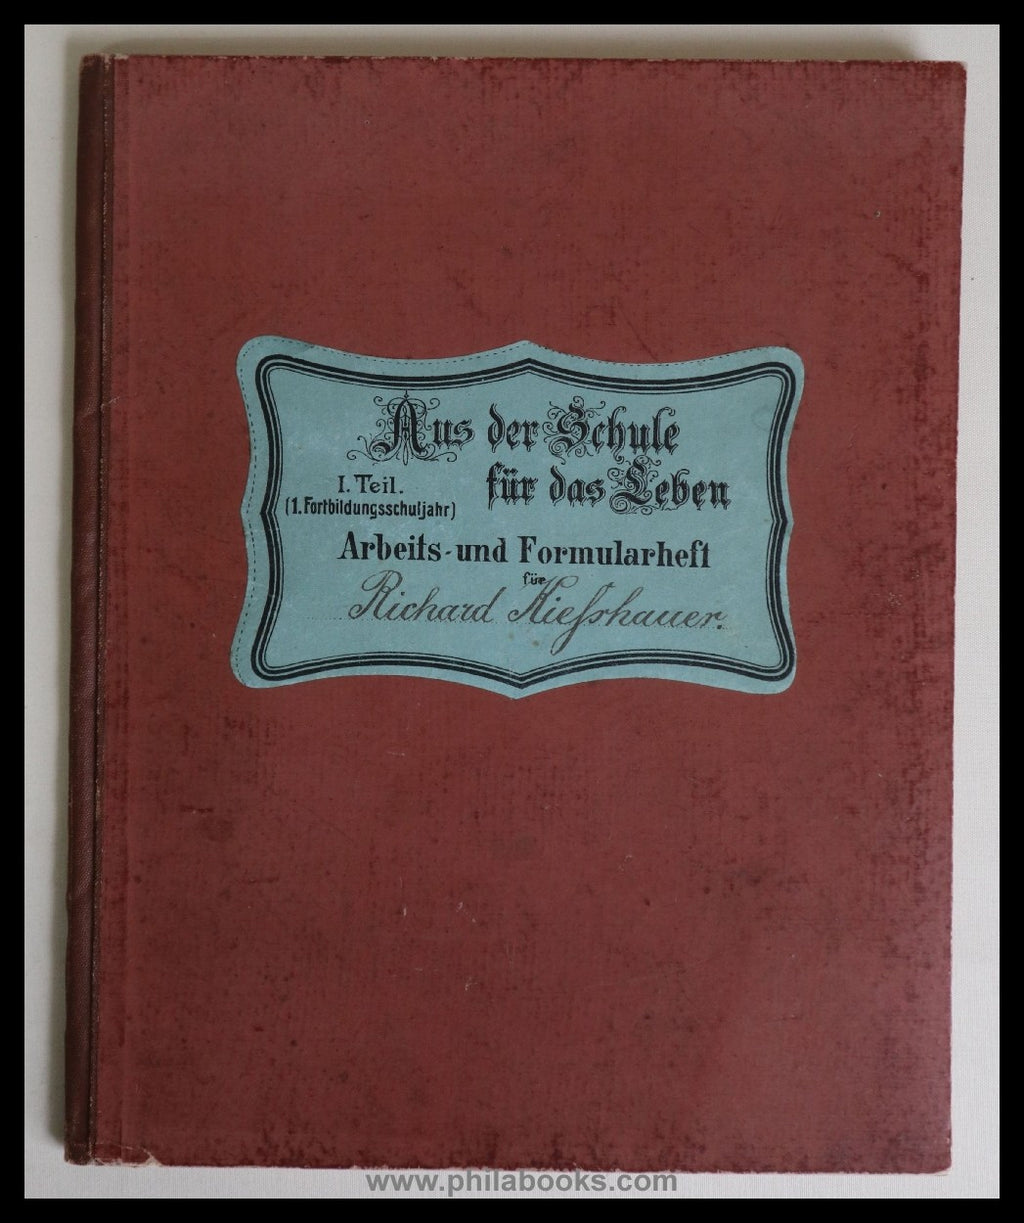 Aus der Schule
für das Leben
I. Teil.
(1. Fortbildungsschuljahr)
Arbeits- und Formularheft
für
Richard Kiesshauer.
www.philabooks.com